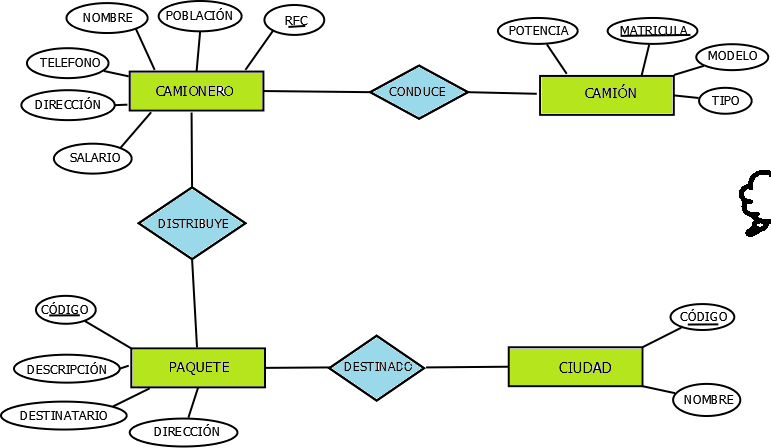 NOMBRE
POBLACIÓN
RFC
POTENCIA
MATRICULA
TELEFONO
MODELO
CAMIONERO
CONDUCE
CAMIÓN
DIRECCIÓN
TIPO
SALARIO
DISTRIBUYE
CÓDIGO
CÓDIGO
DESCRIPCIÓN
PAQUETE
DESTINADO
CIUDAD
DESTINATARIO
NOMBRE
DIRECCIÓN